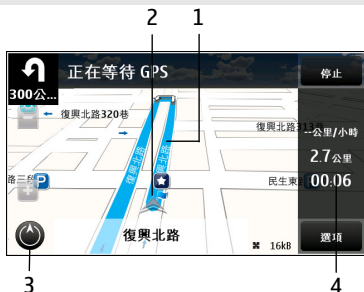 2 1
正在等待 GPS
停止
300公...
復興北路320巷
復興北路313巷
--公里/小時
2.7公里
00:06
復興北路
復興北路
路三段
P
P
民生東
復興北路
16kB
選項
3 4